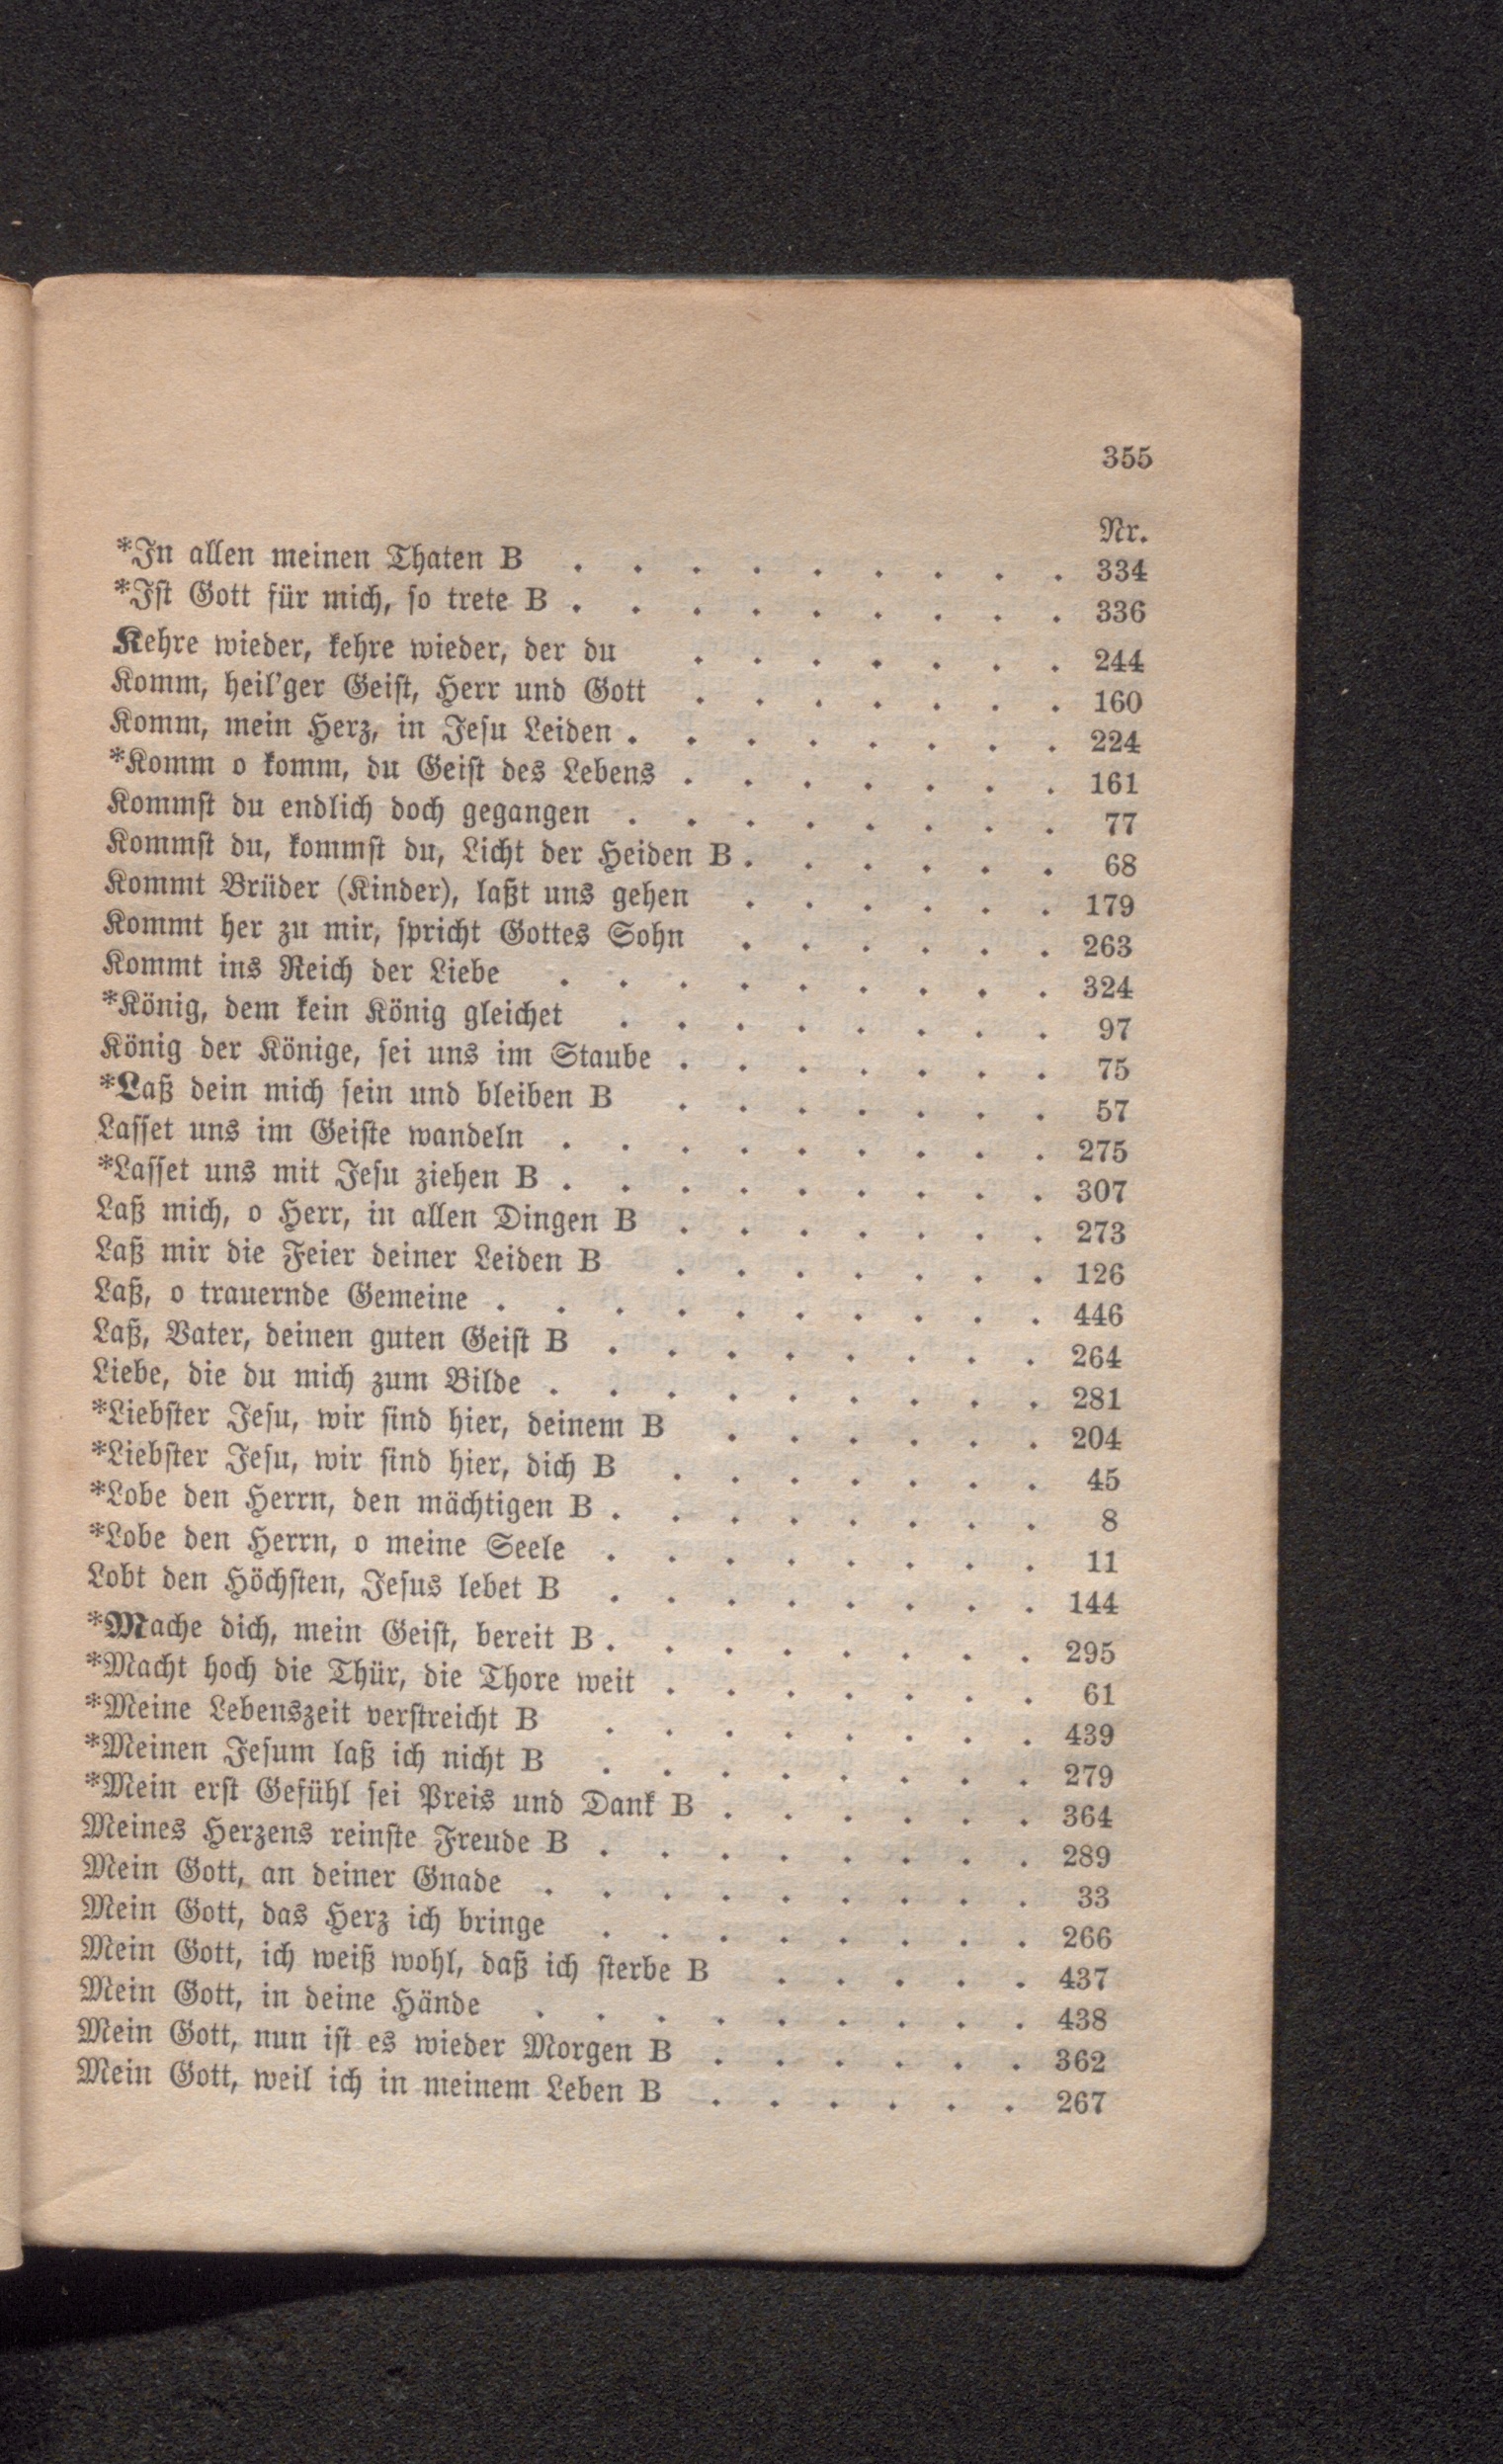 355
Nr.
*In allen meinen Thaten B . . . . . . . . . 334
*Ist Gott für mich, so trete B . . . . . . . . . 336
Kehre wieder, kehre wieder, der du . . . . . . . 244
Komm, heil'ger Geist, Herr und Gott . . . . . . . 160
Komm, mein Herz, in Jesu Leiden . . . . . . . . 224
*Komm o komm, du Geist des Lebens . . . . . . . 161
Kommst du endlich doch gegangen . . . . . . . . 77
Kommst du, kommst du, Licht der Heiden B . . . . . . 68
Kommt Brüder (Kinder), laßt uns gehen . . . . . . 179
Kommt her zu mir, spricht Gottes Sohn . . . . . . 263
Kommt ins Reich der Liebe . . . . . . . . . 324
*König, dem kein König gleichet . . . . . . . . 97
König der Könige, sei uns im Staube . . . . . . . 75
*Laß dein mich sein und bleiben B . . . . . . . 57
Lasset uns im Geiste wandeln . . . . . . . . . 275
*Lasset uns mit Jesu ziehen B . . . . . . . . . 307
Laß mich, o Herr, in allen Dingen B . . . . . . . 273
Laß mir die Feier deiner Leiden B . . . . . . . 126
Laß, o trauernde Gemeine . . . . . . . . . . 446
Laß, Vater, deinen guten Geist B . . . . . . . . 264
Liebe, die du mich zum Bilde . . . . . . . . . 281
*Liebster Jesu, wir sind hier, deinem B . . . . . . 204
*Liebster Jesu, wir sind hier, dich B . . . . . . . 45
*Lobe den Herrn, den mächtigen B . . . . . . . . 8
*Lobe den Herrn, o meine Seele . . . . . . . . 11
Lobt den Höchsten, Jesus lebet B . . . . . . . . 144
*Mache dich, mein Geist, bereit B . . . . . . . . 295
*Macht hoch die Thür, die Thore weit . . . . . . . 61
*Meine Lebenszeit verstreicht B . . . . . . . . 439
*Meinen Jesum laß ich nicht B . . . . . . . . 279
*Mein erst Gefühl sei Preis und Dank B . . . . . . 364
Meines Herzens reinste Freude B . . . . . . . . 289
Mein Gott, an deiner Gnade . . . . . . . . . 33
Mein Gott, das Herz ich bringe . . . . . . . . 266
Mein Gott, ich weiß wohl, daß ich sterbe B . . . . . 437
Mein Gott, in deine Hände . . . . . . . . . 438
Mein Gott, nun ist es wieder Morgen B . . . . . . 362
Mein Gott, weil ich in meinem Leben B . . . . . . 267